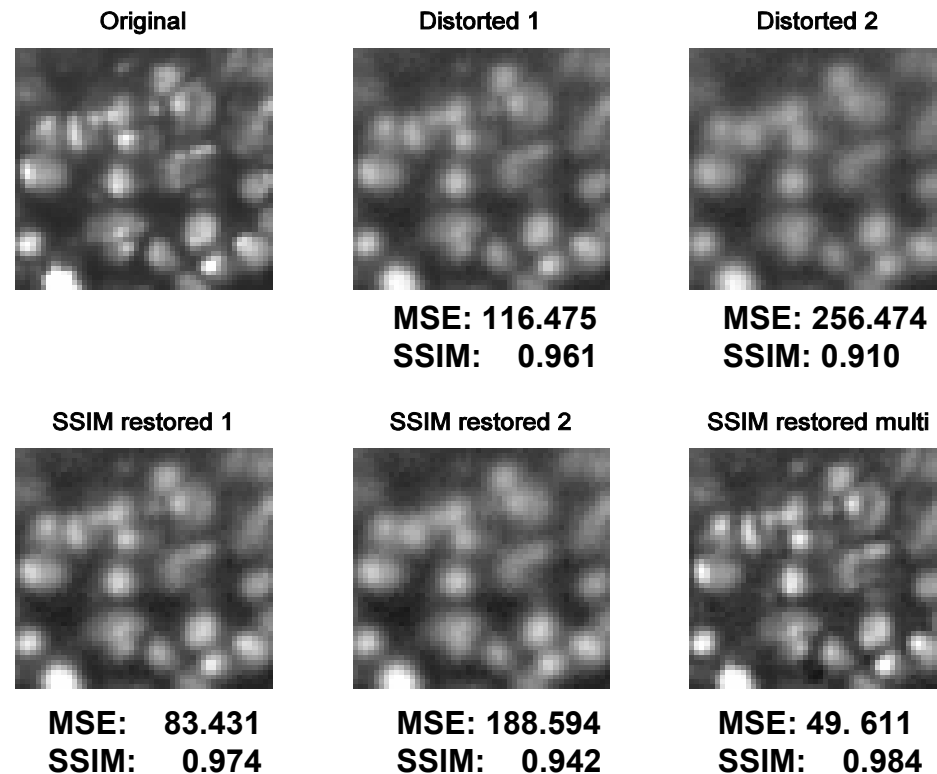 Original
Distorted 1
Distorted 2
MSE: 116.475
SSIM: 0.961
MSE: 256.474
SSIM: 0.910
SSIM restored 1
SSIM restored 2
SSIM restored multi
MSE: 83.431
SSIM: 0.974
MSE: 188.594
SSIM: 0.942
MSE: 49. 611
SSIM: 0.984